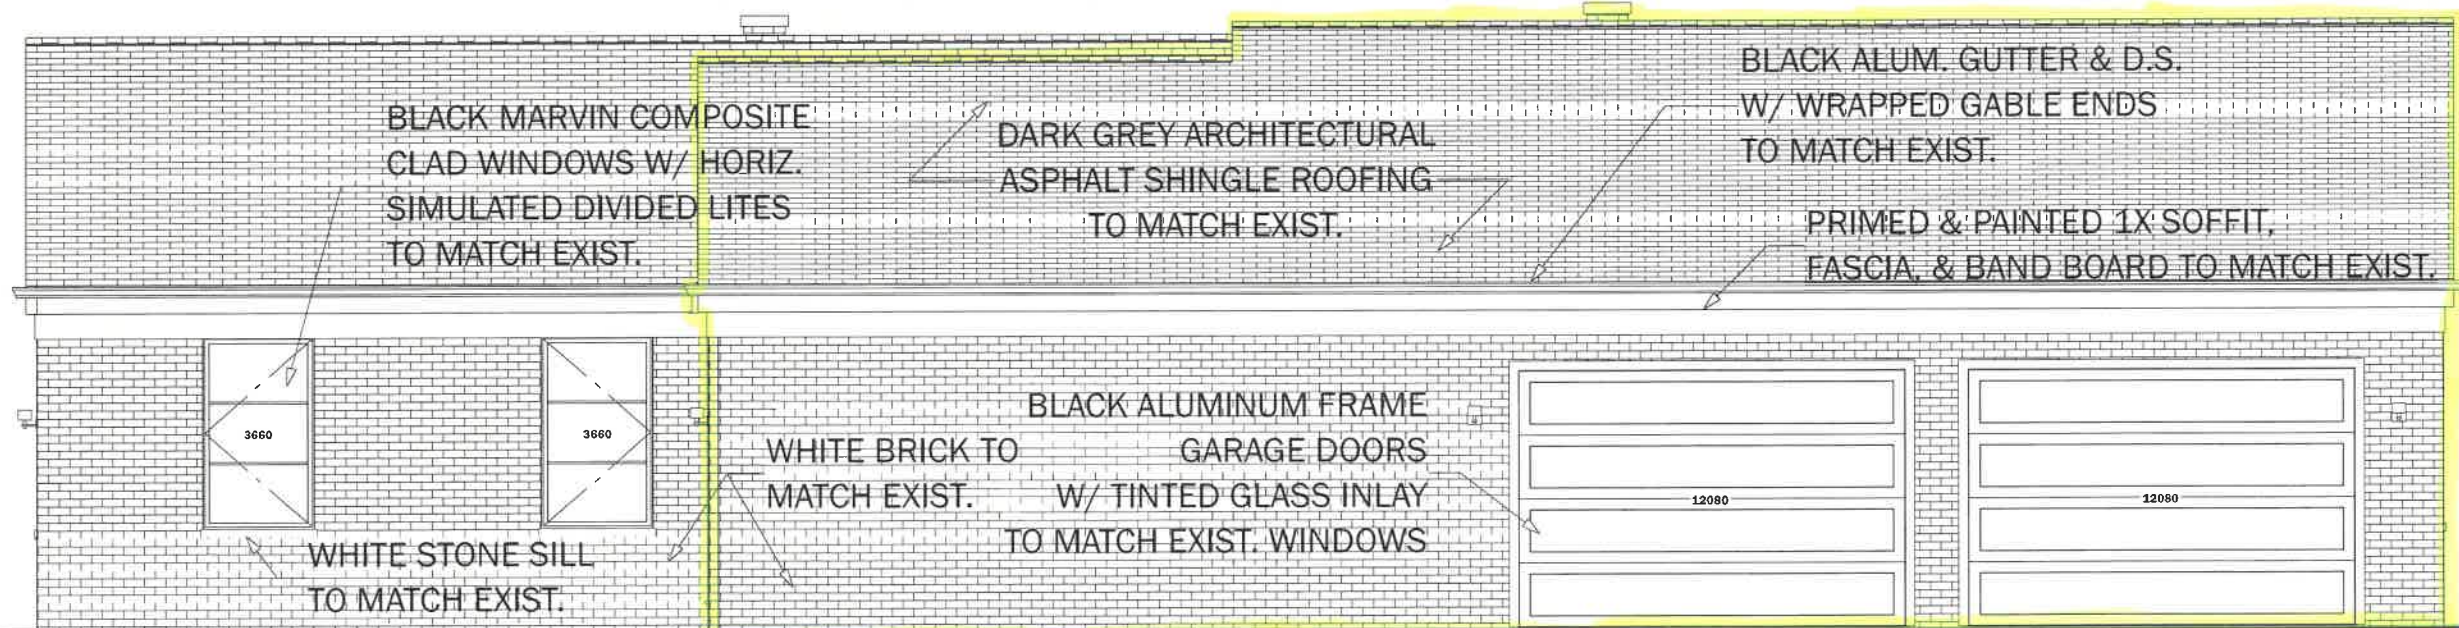 BLACK MARVIN COMPOSITE
CLAD WINDOWS W/ HORIZ.
SIMULATED DIVIDED LITES
TO MATCH EXIST.
DARK GREY ARCHITECTURAL
ASPHALT SHINGLE ROOFING
TO MATCH EXIST.
BLACK ALUM. GUTTER & D.S.
W/ WRAPPED GABLE ENDS
TO MATCH EXIST.
PRIMED & PAINTED 1X SOFFIT,
FASCIA, & BAND BOARD TO MATCH EXIST.
3660
3660
WHITE STONE SILL
TO MATCH EXIST.
WHITE BRICK TO
MATCH EXIST.
BLACK ALUMINUM FRAME
GARAGE DOORS
W/ TINTED GLASS INLAY
TO MATCH EXIST. WINDOWS
12080
12080